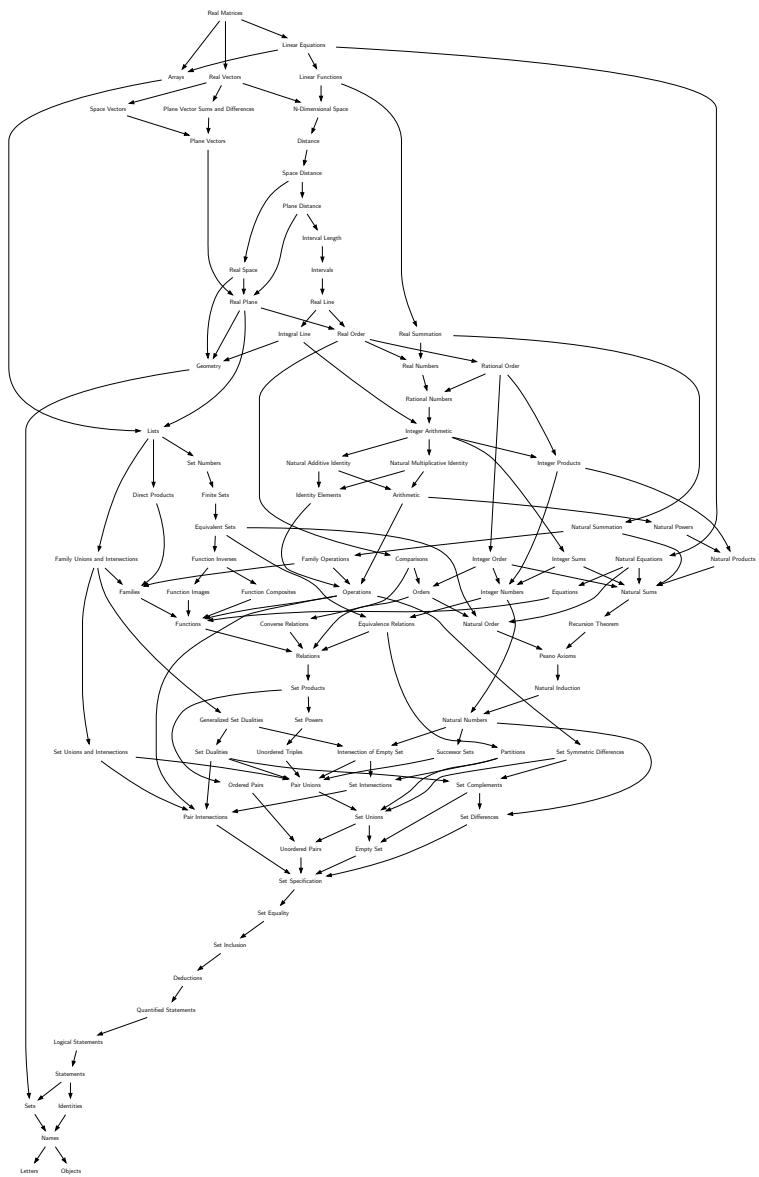 Real Matrices
Linear Equations
Arrays
Real Vectors
Linear Functions
Space Vectors
Plane Vector Sums and Differences
N-Dimensional Space
Plane Vectors
Distance
Space Distance
Plane Distance
Interval Length
Real Space
Intervals
Real Plane
Real Line
Integral Line
Real Order
Real Summation
Geometry
Real Numbers
Rational Order
Rational Numbers
Lists
Integer Arithmetic
Set Numbers
Natural Additive Identity
Natural Multiplicative Identity
Integer Products
Direct Products
Finite Sets
Identity Elements
Arithmetic
Equivalent Sets
Natural Summation
Natural Powers
Family Unions and Intersections
Function Inverses
Family Operations
Comparisons
Integer Order
Integer Sums
Natural Equations
Natural Products
Families
Function Images
Function Composites
Operations
Orders
Integer Numbers
Equations
Natural Sums
Functions
Converse Relations
Equivalence Relations
Natural Order
Recursion Theorem
Relations
Peano Axioms
Set Products
Natural Induction
Generalized Set Dualities
Set Powers
Natural Numbers
Set Unions and Intersections
Set Dualities
Unordered Triples
Intersection of Empty Set
Successor Sets
Partitions
Set Symmetric Differences
Ordered Pairs
Pair Unions
Set Intersections
Set Complements
Pair Intersections
Set Unions
Set Differences
Unordered Pairs
Empty Set
Set Specification
Set Equality
Set Inclusion
Deductions
Quantified Statements
Logical Statements
Statements
Sets
Identities
Names
Letters
Objects